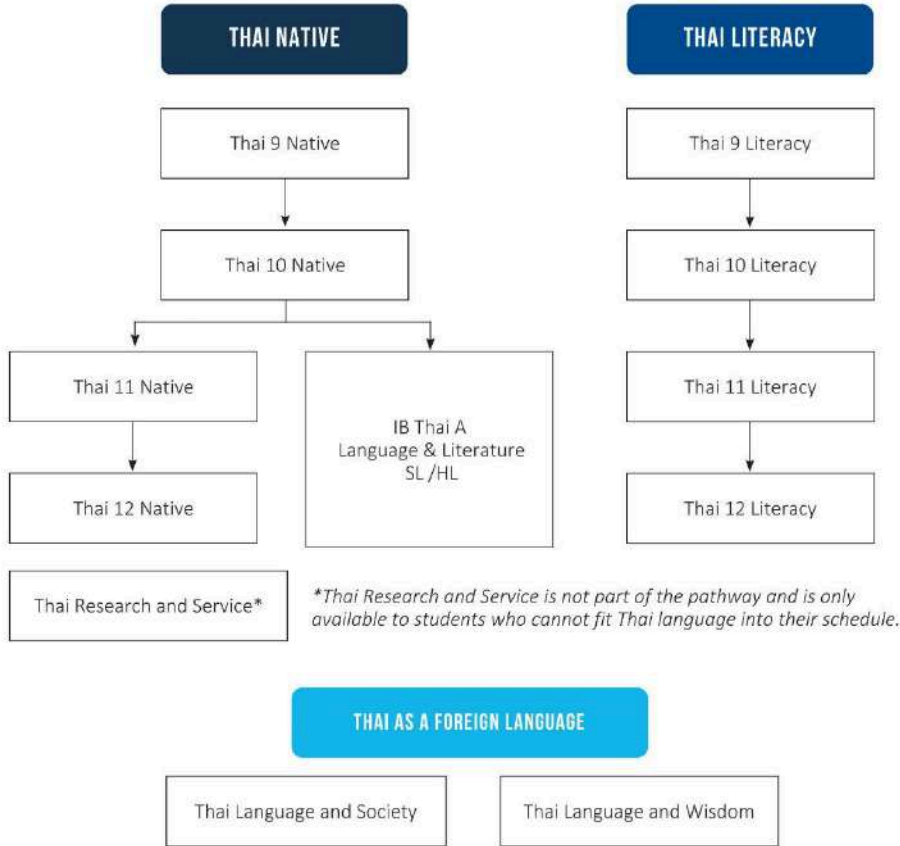 THAI NATIVE
THAI LITERACY
Thai 9 Native
Thai 9 Literacy
Thai 10 Native
Thai 10 Literacy
Thai 11 Native
IB Thai A
Language & Literature
SL /HL
Thai 11 Literacy
Thai 12 Native
Thai 12 Literacy
Thai Research and Service*
*Thai Research and Service is not part of the pathway and is only
available to students who cannot fit Thai language into their schedule.
THAI AS A FOREIGN LANGUAGE
Thai Language and Society
Thai Language and Wisdom